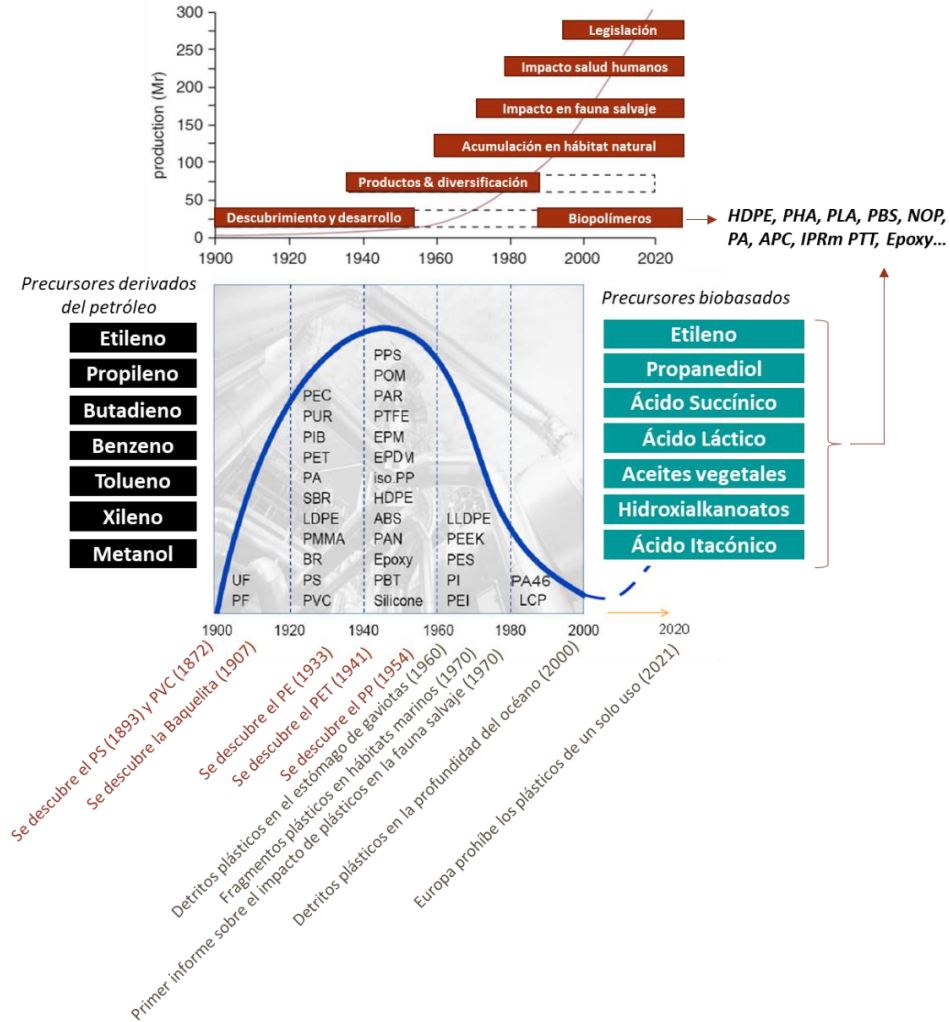 production (Mr)
300
250
200
150
100
50
0
Legislación
Impacto salud humanos
Impacto en fauna salvaje
Acumulación en hábitat natural
Productos & diversificación
Descubrimiento y desarrollo
Biopolímeros
1900
1920
1940
1960
1980
2000
2020
HDPE, PHA, PLA, PBS, NOP,
PA, APC, IPRm PTT, Epoxy...
Precursores derivados
del petróleo
Etileno
Propileno
Butadieno
Benzeno
Tolueno
Xileno
Metanol
UF
PF
PEC
PUR
PIB
PET
PA
SBR
LDPE
PMMA
BR
PS
PVC
PPS
POM
PAR
PTFE
EPM
EPDM
iso.PP
HDPE
ABS
PAN
Epoxy
PBT
Silicone
LLDPE
PEEK
PES
PI
PEI
PA46
LCP
1900
1920
1940
1960
1980
2000
2020
Precursores biobasados
Etileno
Propanediol
Ácido Succínico
Ácido Láctico
Aceites vegetales
Hidroxialkanoatos
Ácido Itacónico
Se descubre el PS (1893) y PVC (1872)
Se descubre la Baquelita (1907)
Se descubre el PE (1933)
Se descubre el PET (1941)
Se descubre el PP (1954)
Detritos plásticos en el estómago de gaviotas (1960)
Fragmentos plásticos en hábitats marinos (1970)
Primer informe sobre el impacto de plásticos en la fauna salvaje (1970)
Detritos plásticos en la profundidad del océano (2000)
Europa prohíbe los plásticos de un solo uso (2021)